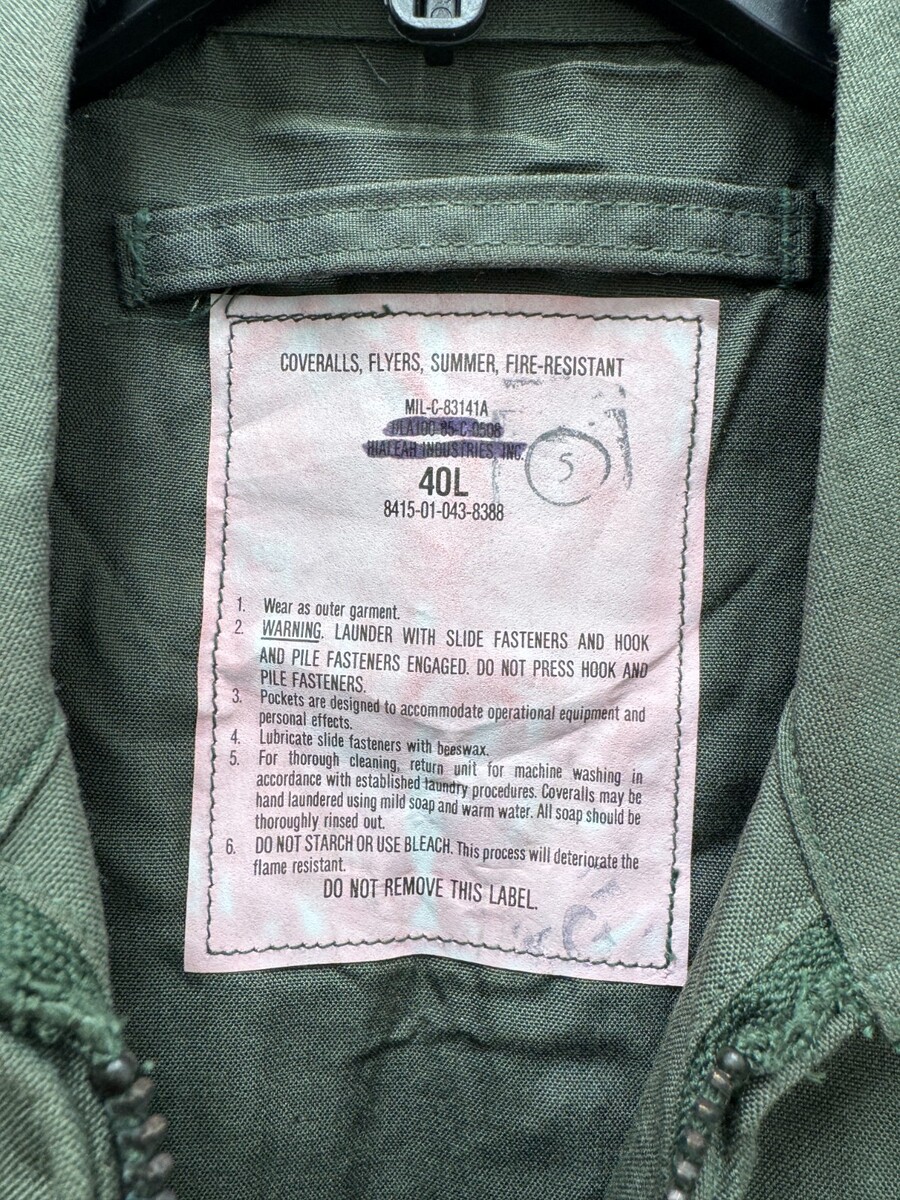 COVERALLS, FLYERS, SUMMER, FIRE-RESISTANT
MIL-C-83141A
DLA100-85-C-0508
HIALEAH INDUSTRIES, INC.
5
40L
8415-01-043-8388
1. Wear as outer garment.
2. WARNING. LAUNDER WITH SLIDE FASTENERS AND HOOK
AND PILE FASTENERS ENGAGED. DO NOT PRESS HOOK AND
PILE FASTENERS.
3. Pockets are designed to accommodate operational equipment and
personal effects.
4. Lubricate slide fasteners with beeswax.
5. For thorough cleaning, return unit for machine washing in
accordance with established laundry procedures. Coveralls may be
hand laundered using mild soap and warm water. All soap should be
thoroughly rinsed out.
6. DO NOT STARCH OR USE BLEACH. This process will deteriorate the
flame resistant.
DO NOT REMOVE THIS LABEL.